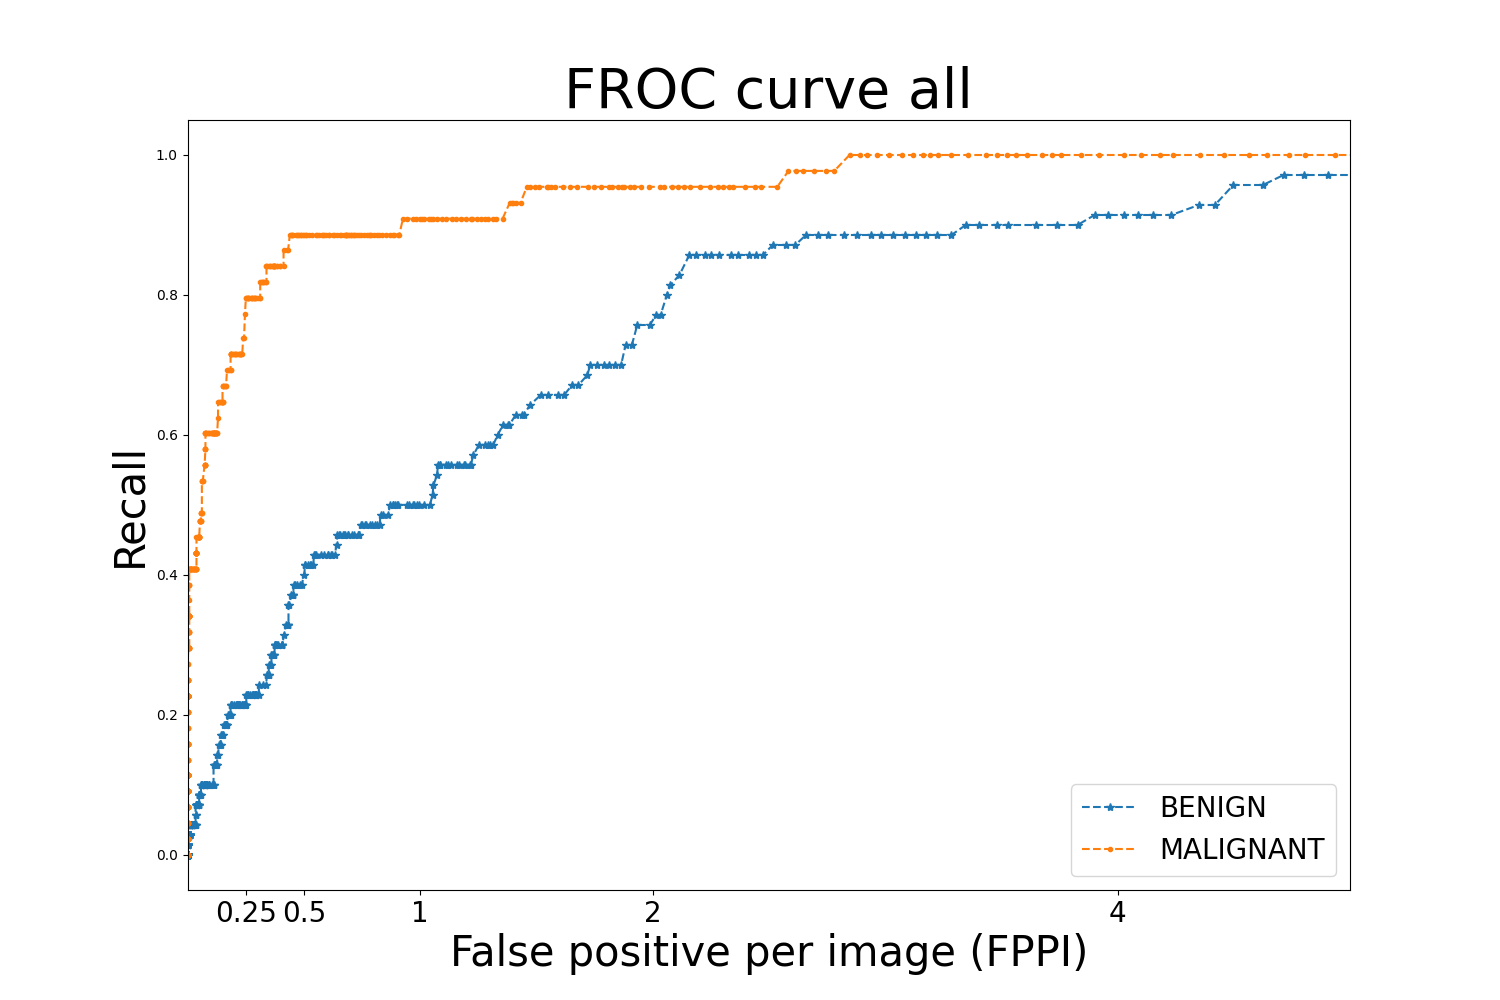 FROC curve all
1.0
0.8
0.6
0.4
0.2
0.0
Recall
0.25 0.5 1 2 4
False positive per image (FPPI)
BENIGN
MALIGNANT